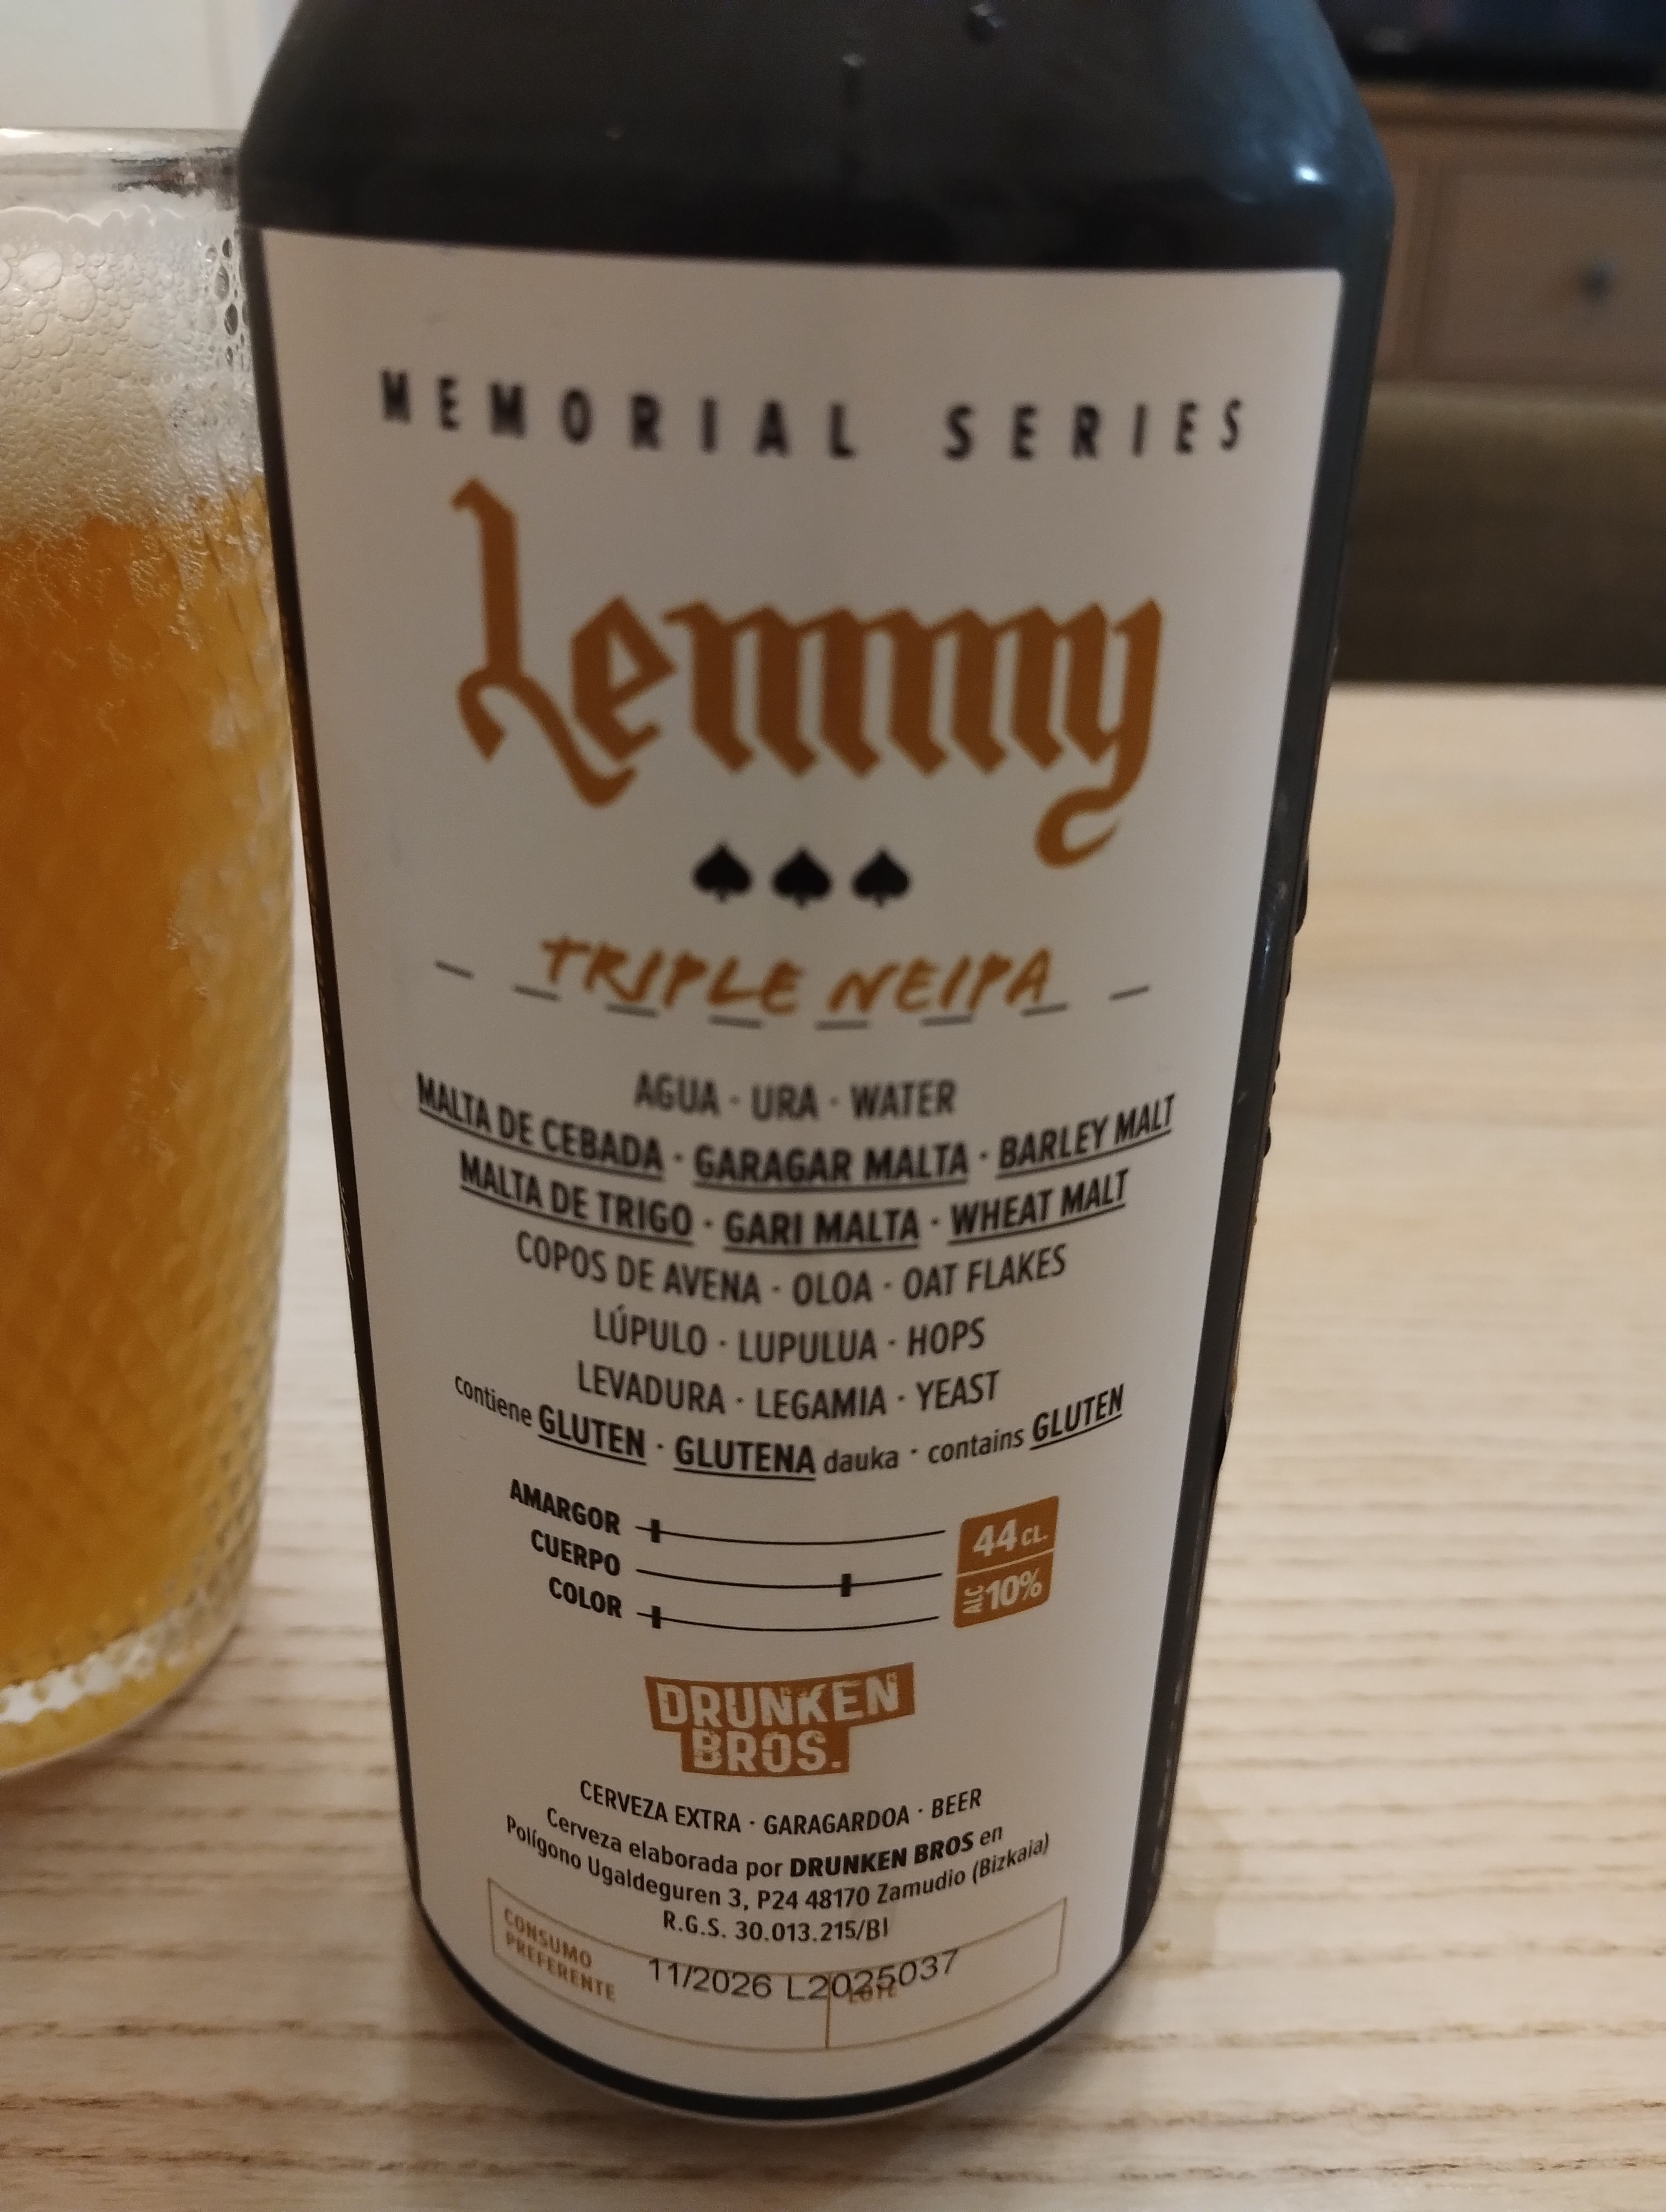 MEMORIAL SERIES
Lemmy
TRIPLE NEIPA
AGUA · URA · WATER
MALTA DE CEBADA · GARAGAR MALTA · BARLEY MALT
MALTA DE TRIGO · GARI MALTA · WHEAT MALT
COPOS DE AVENA · OLOA · OAT FLAKES
LÚPULO · LUPULUA · HOPS
LEVADURA · LEGAMIA · YEAST
contiene GLUTEN · GLUTENA dauka · contains GLUTEN
AMARGOR
CUERPO
COLOR
44 CL.
ALC 10%
DRUNKEN
BROS.
CERVEZA EXTRA · GARAGARDOA · BEER
Cerveza elaborada por DRUNKEN BROS en
Polígono Ugaldeguren 3, P24 48170 Zamudio (Bizkaia)
R.G.S. 30.013.215/BI
CONSUMO
PREFERENTE
11/2026 L2025037
LOTE